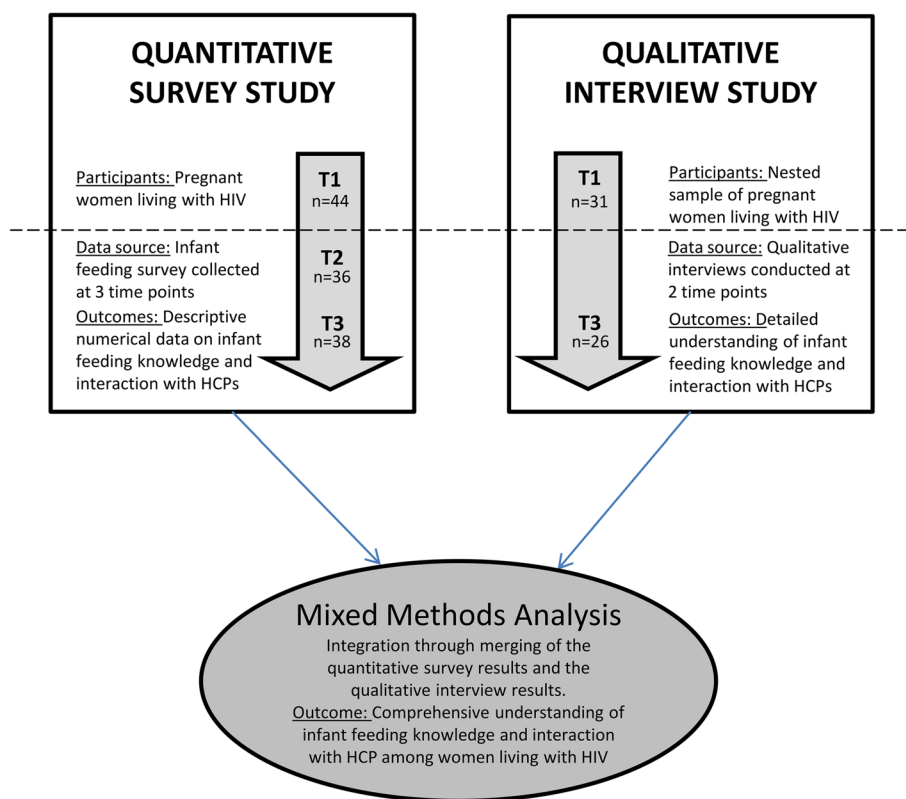 QUANTITATIVE
SURVEY STUDY
Participants: Pregnant
women living with HIV
T1
n=44
Data source: Infant
feeding survey collected
at 3 time points
T2
n=36
Outcomes: Descriptive
numerical data on infant
feeding knowledge and
interaction with HCPs
T3
n=38
QUALITATIVE
INTERVIEW STUDY
T1
n=31
Participants: Nested
sample of pregnant
women living with HIV
Data source: Qualitative
interviews conducted at
2 time points
T3
n=26
Outcomes: Detailed
understanding of infant
feeding knowledge and
interaction with HCPs
Mixed Methods Analysis
Integration through merging of the
quantitative survey results and the
qualitative interview results.
Outcome: Comprehensive understanding of
infant feeding knowledge and interaction
with HCP among women living with HIV